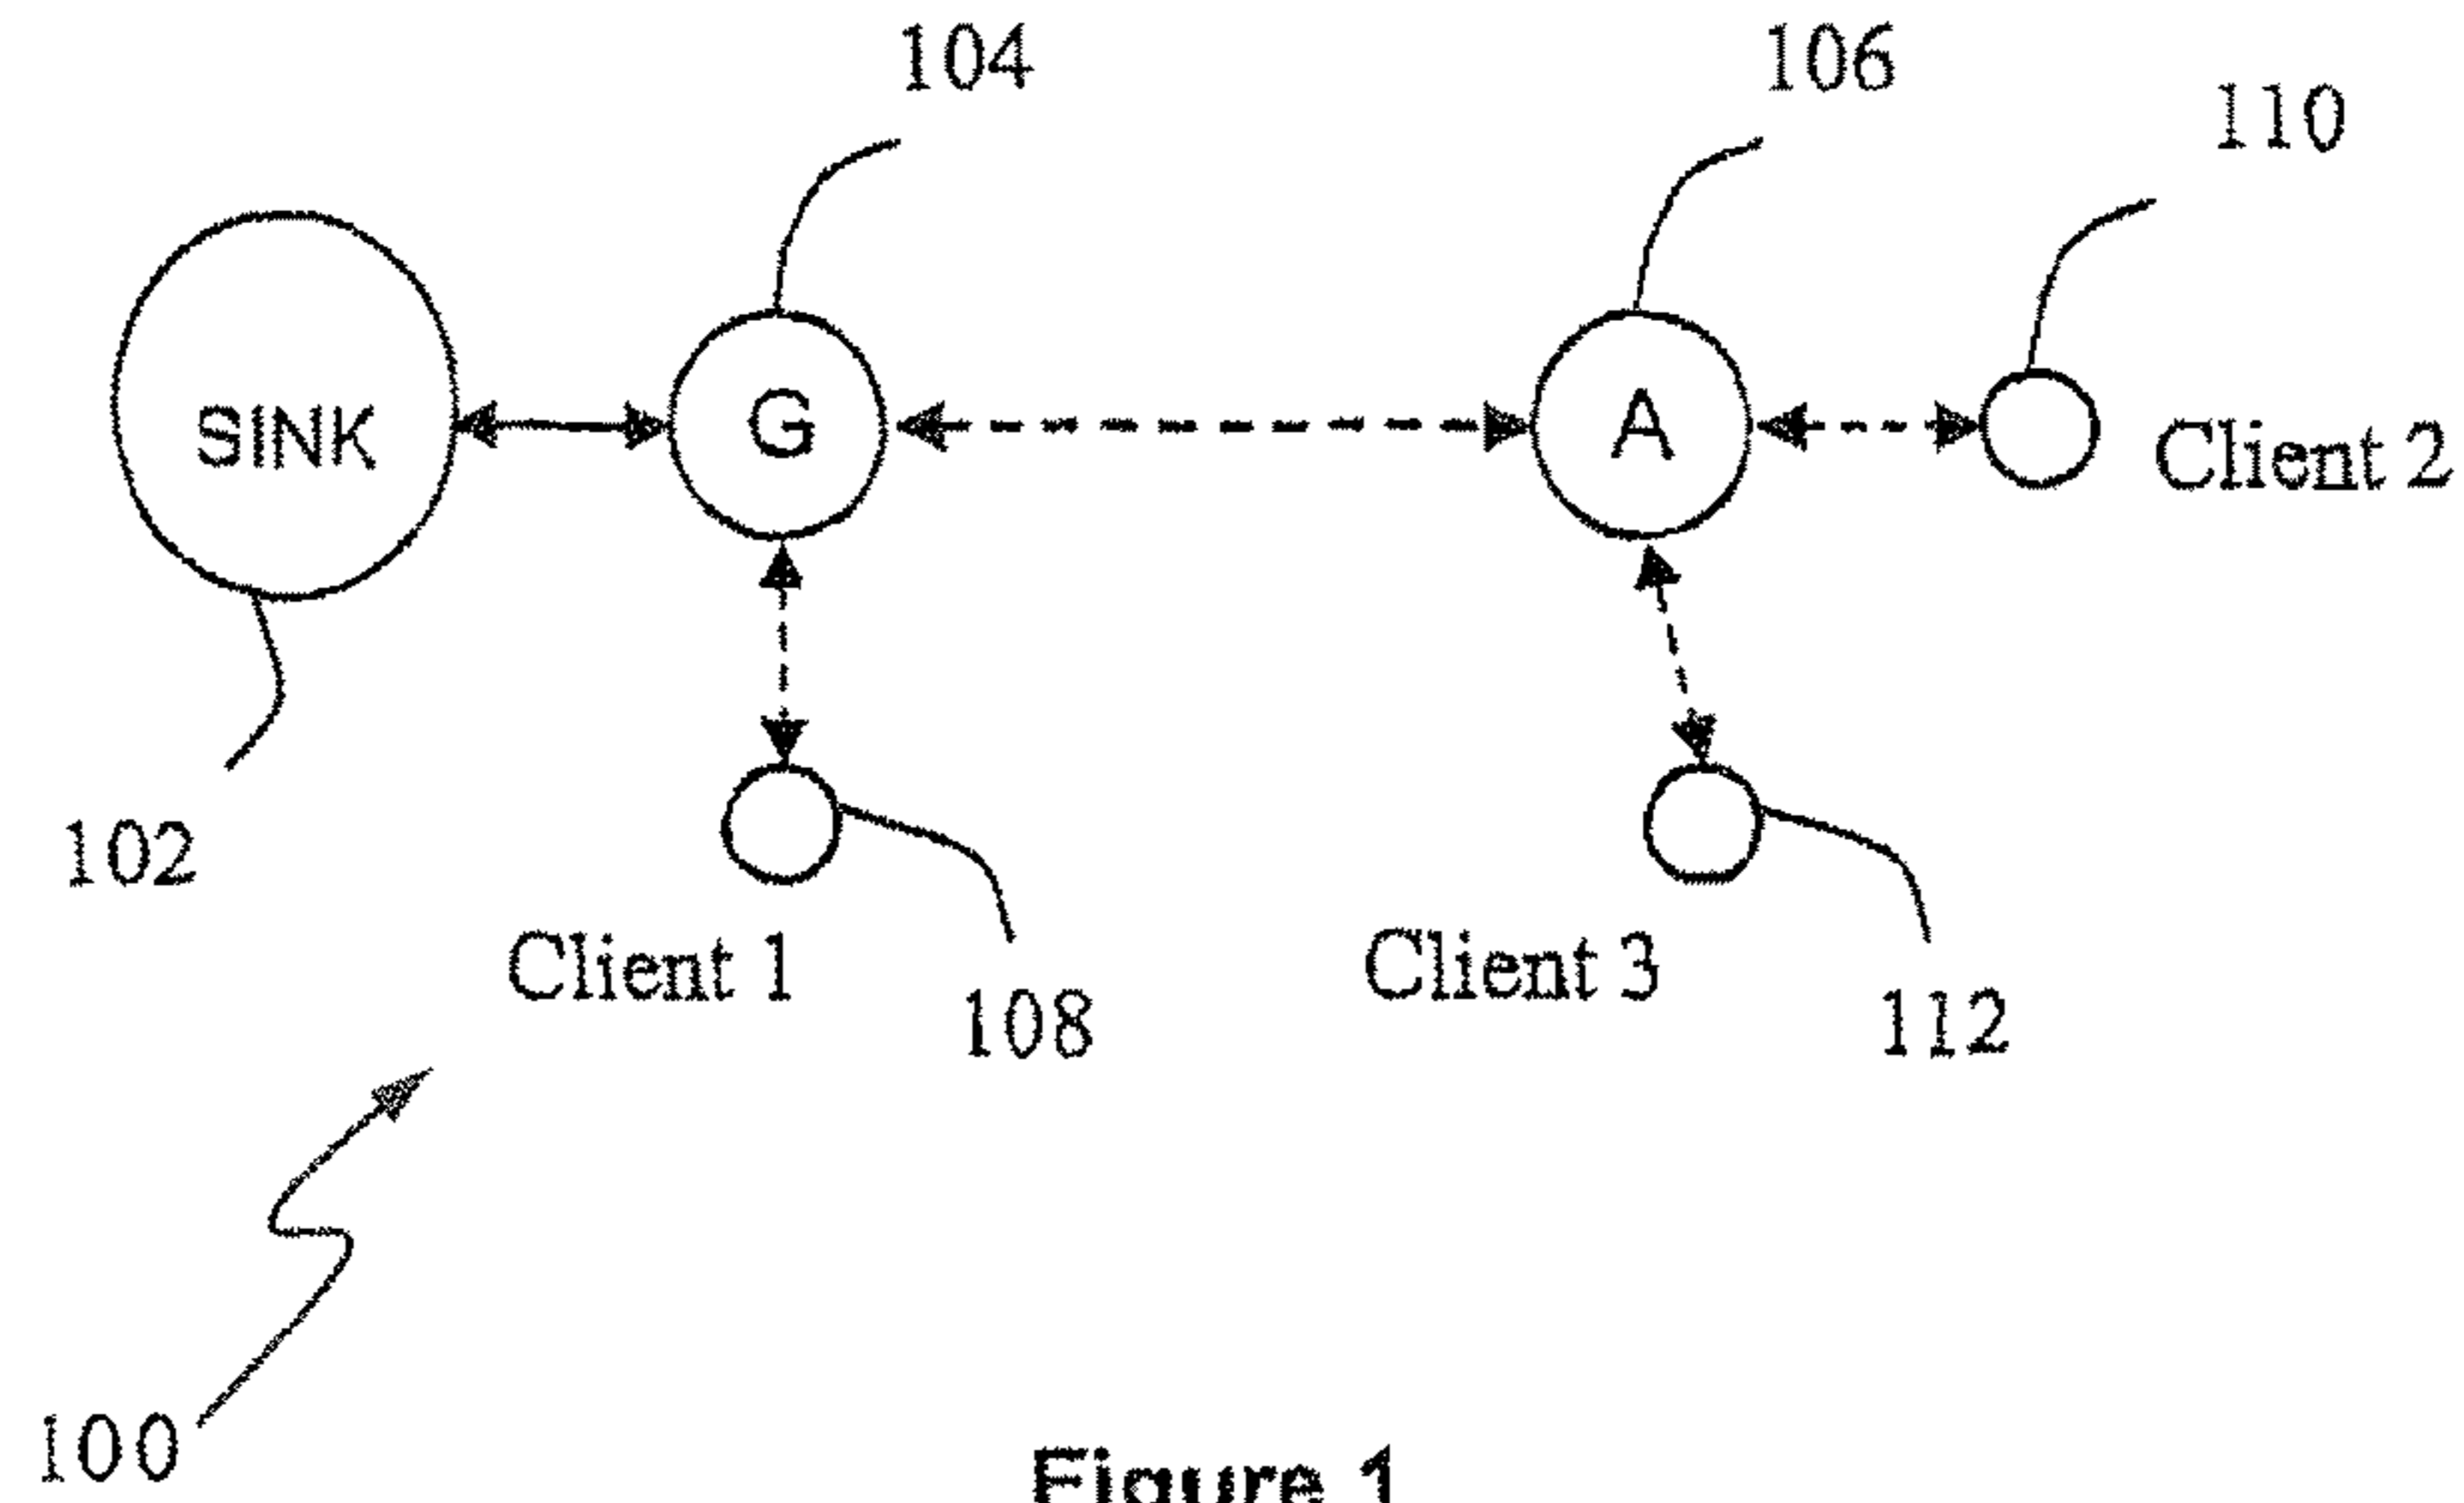 104
106
110
SINK
G
A
Client 2
102
Client 1
Client 3
108
112
100
Figure 1